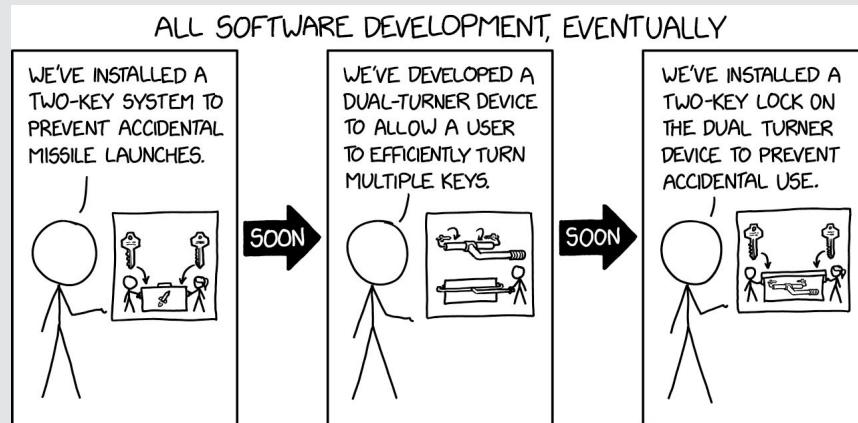 ALL SOFTWARE DEVELOPMENT, EVENTUALLY
WE'VE INSTALLED A
TWO-KEY SYSTEM TO
PREVENT ACCIDENTAL
MISSILE LAUNCHES.
SOON
WE'VE DEVELOPED A
DUAL-TURNER DEVICE
TO ALLOW A USER
TO EFFICIENTLY TURN
MULTIPLE KEYS.
SOON
WE'VE INSTALLED A
TWO-KEY LOCK ON
THE DUAL TURNER
DEVICE TO PREVENT
ACCIDENTAL USE.